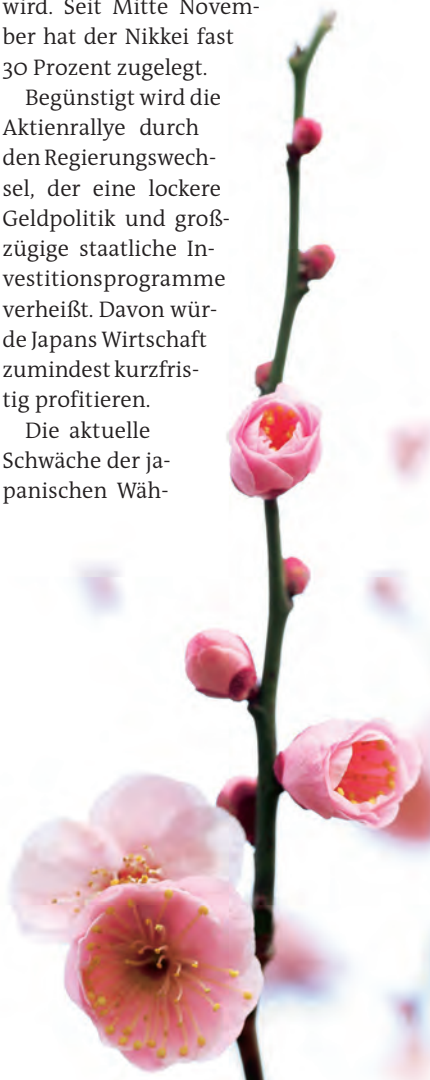 wird. Seit Mitte Novem-
ber hat der Nikkei fast
30 Prozent zugelegt.
Begünstigt wird die
Aktienrallye durch
den Regierungswech-
sel, der eine lockere
Geldpolitik und groß-
zügige staatliche In-
vestitionsprogramme
verheißt. Davon wür-
de Japans Wirtschaft
zumindest kurzfris-
tig profitieren.
Die aktuelle
Schwäche der ja-
panischen Wäh-